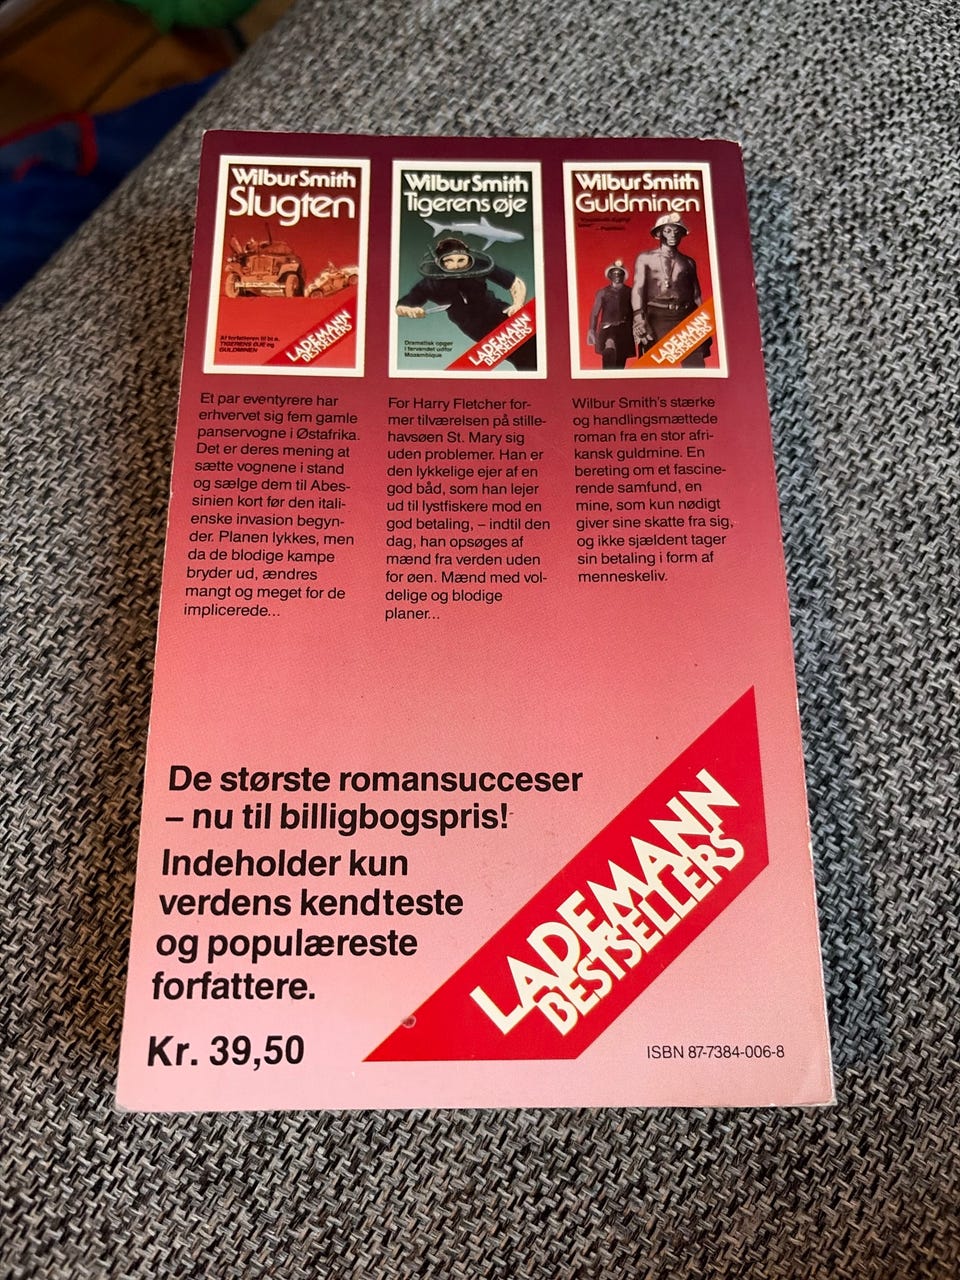 Wilbur Smith
Slugten
Af forfatteren til bl.a.
TIGERENS ØJE og
GULDMINEN
LADEMANN
BESTSELLERS
Wilbur Smith
Tigerens øje
Dramatisk opgør
i farvandet udfor
Mozambique
LADEMANN
BESTSELLERS
Wilbur Smith
Guldminen
LADEMANN
BESTSELLERS
Et par eventyrere har
erhvervet sig fem gamle
panservogne i Østafrika.
Det er deres mening at
sætte vognene i stand
og sælge dem til Abes-
sinien kort før den itali-
enske invasion begyn-
der. Planen lykkes, men
da de blodige kampe
bryder ud, ændres
mangt og meget for de
implicerede...
For Harry Fletcher for-
mer tilværelsen på stille-
havsøen St. Mary sig
uden problemer. Han er
den lykkelige ejer af en
god båd, som han lejer
ud til lystfiskere mod en
god betaling, – indtil den
dag, han opsøges af
mænd fra verden uden
for øen. Mænd med vol-
delige og blodige
planer...
Wilbur Smith's stærke
og handlingsmættede
roman fra en stor afri-
kansk guldmine. En
beretning om et fascine-
rende samfund, en
mine, som kun nødigt
giver sine skatte fra sig,
og ikke sjældent tager
sin betaling i form af
menneskeliv.
De største romansucceser
– nu til billigbogspris!
Indeholder kun
verdens kendteste
og populæreste
forfattere.
Kr. 39,50
LADEMANN
BESTSELLERS
ISBN 87-7384-006-8